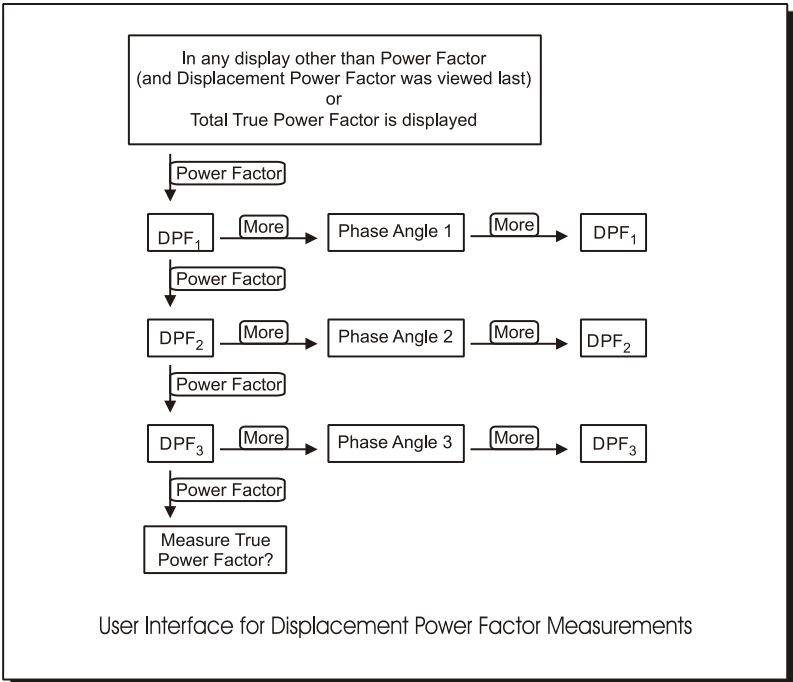 In any display other than Power Factor
(and Displacement Power Factor was viewed last)
or
Total True Power Factor is displayed
Power Factor
DPF₁ More Phase Angle 1 More DPF₁
Power Factor
DPF₂ More Phase Angle 2 More DPF₂
Power Factor
DPF₃ More Phase Angle 3 More DPF₃
Power Factor
Measure True
Power Factor?
User Interface for Displacement Power Factor Measurements